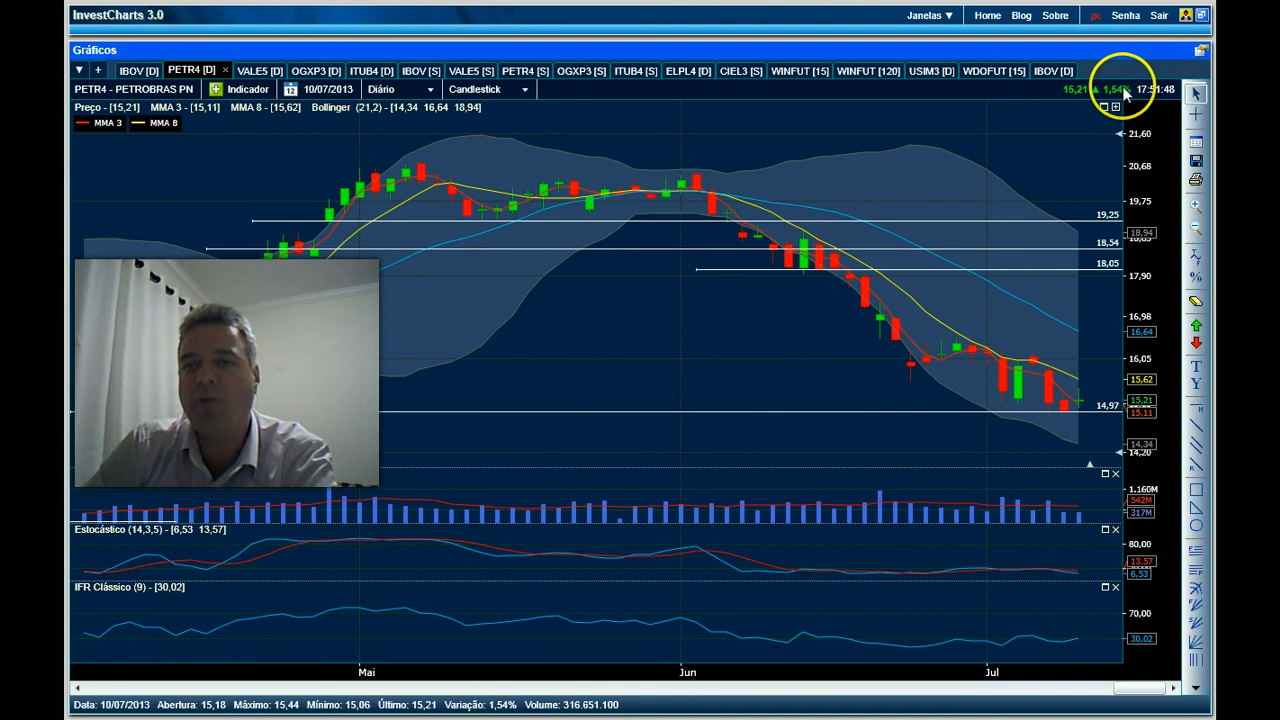 InvestCharts 3.0
Janelas ▼ Home Blog Sobre Senha Sair
Gráficos
▼ + IBOV [D] PETR4 [D] × VALE5 [D] OGXP3 [D] ITUB4 [D] IBOV [S] VALE5 [S] PETR4 [S] OGXP3 [S] ITUB4 [S] ELPL4 [D] CIEL3 [S] WINFUT [15] WINFUT [120] USIM3 [D] WDOFUT [15] IBOV [D]
PETR4 - PETROBRAS PN Indicador 12 10/07/2013 Diário Candlestick 15,21 ▲ 1,54% 17:51:48
Preço - [15,21] MMA 3 - [15,11] MMA 8 - [15,62] Bollinger (21,2) - [14,34 16,64 18,94]
MMA 3 MMA 8
21,60
20,68
19,75
19,25
18,94
18,54
18,05
17,90
16,98
16,64
16,05
15,62
15,21
14,97
15,11
14,34
14,20
1.160M
542M
317M
Estocástico (14,3,5) - [6,53 13,57]
80,00
13,57
6,53
IFR Clássico (9) - [30,02]
70,00
30,02
Mai Jun Jul
Data: 10/07/2013 Abertura: 15,18 Máximo: 15,44 Mínimo: 15,06 Último: 15,21 Variação: 1,54% Volume: 316.651.100